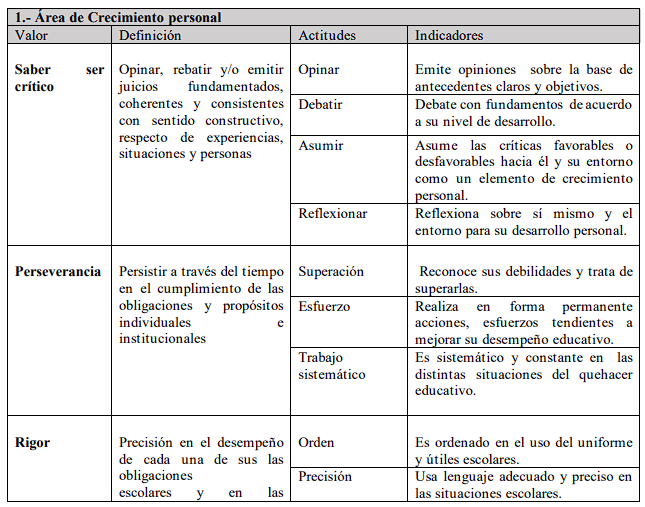 1.- Área de Crecimiento personal
Valor Definición Actitudes Indicadores
Saber ser
crítico
Opinar, rebatir y/o emitir
juicios fundamentados,
coherentes y consistentes
con sentido constructivo,
respecto de experiencias,
situaciones y personas
Opinar
Emite opiniones sobre la base de
antecedentes claros y objetivos.
Debatir
Debate con fundamentos de acuerdo
a su nivel de desarrollo.
Asumir
Asume las críticas favorables o
desfavorables hacia él y su entorno
como un elemento de crecimiento
personal.
Reflexionar
Reflexiona sobre sí mismo y el
entorno para su desarrollo personal.
Perseverancia
Persistir a través del tiempo
en el cumplimiento de las
obligaciones y propósitos
individuales e
institucionales
Superación
Reconoce sus debilidades y trata de
superarlas.
Esfuerzo
Realiza en forma permanente
acciones, esfuerzos tendientes a
mejorar su desempeño educativo.
Trabajo
sistemático
Es sistemático y constante en las
distintas situaciones del quehacer
educativo.
Rigor
Precisión en el desempeño
de cada una de sus las
obligaciones
escolares y en las
Orden
Es ordenado en el uso del uniforme
y útiles escolares.
Precisión
Usa lenguaje adecuado y preciso en
las situaciones escolares.